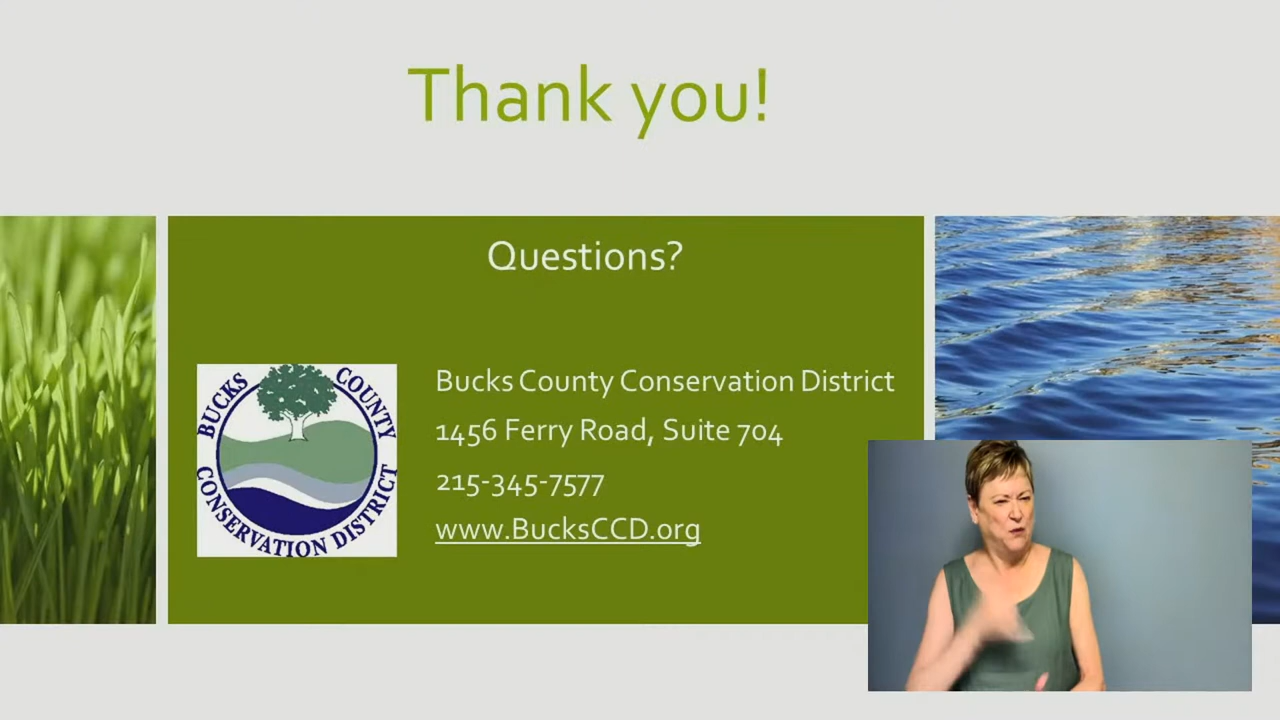 Thank you!
Questions?
BUCKS COUNTY
CONSERVATION DISTRICT
Bucks County Conservation District
1456 Ferry Road, Suite 704
215-345-7577
www.BucksCCD.org